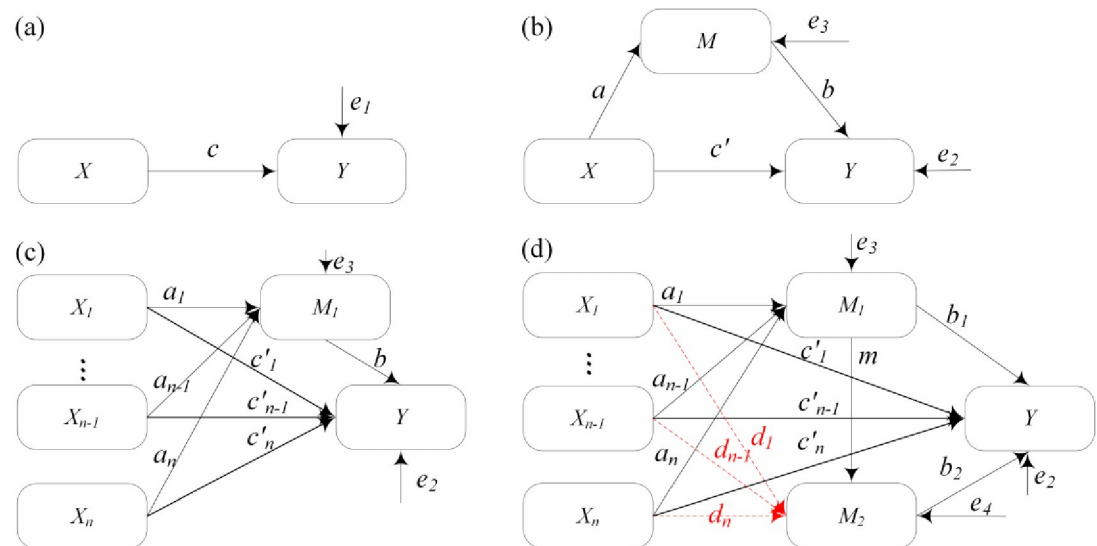 (a)
X
c
Y
e1
(b)
M
e3
a
b
X
c'
Y
e2
(c)
e3
X1
a1
M1
...
c'1
b
an-1
Xn-1
c'n-1
Y
c'n
an
e2
Xn
(d)
e3
X1
a1
M1
b1
...
c'1
m
an-1
Xn-1
c'n-1
Y
c'n
d1
dn-1
an
b2
e2
Xn
dn
M2
e4